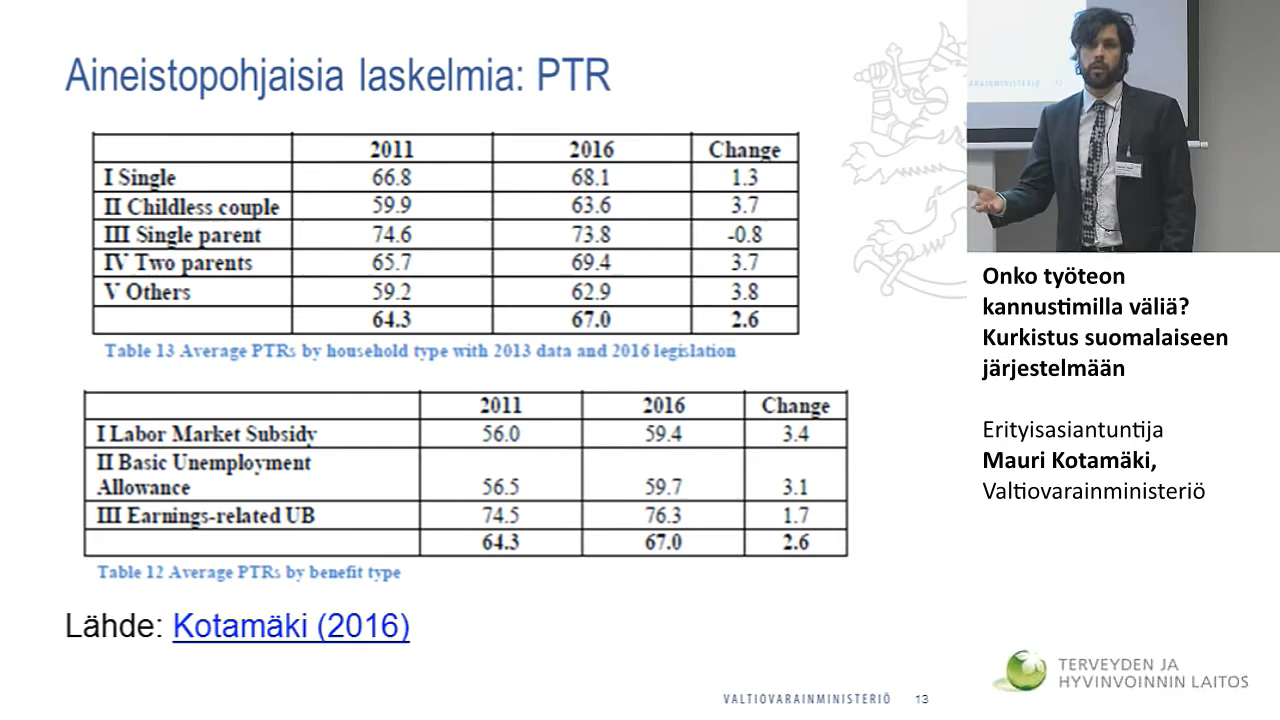 Aineistopohjaisia laskelmia: PTR
2011 2016 Change
I Single 66.8 68.1 1.3
II Childless couple 59.9 63.6 3.7
III Single parent 74.6 73.8 -0.8
IV Two parents 65.7 69.4 3.7
V Others 59.2 62.9 3.8
64.3 67.0 2.6
Table 13 Average PTRs by household type with 2013 data and 2016 legislation
2011 2016 Change
I Labor Market Subsidy 56.0 59.4 3.4
II Basic Unemployment
Allowance 56.5 59.7 3.1
III Earnings-related UB 74.5 76.3 1.7
64.3 67.0 2.6
Table 12 Average PTRs by benefit type
Lähde: Kotamäki (2016)
VALTIOVARAINMINISTERIÖ 13
Onko työteon
kannustimilla väliä?
Kurkistus suomalaiseen
järjestelmään
Erityisasiantuntija
Mauri Kotamäki,
Valtiovarainministeriö
TERVEYDEN JA
HYVINVOINNIN LAITOS